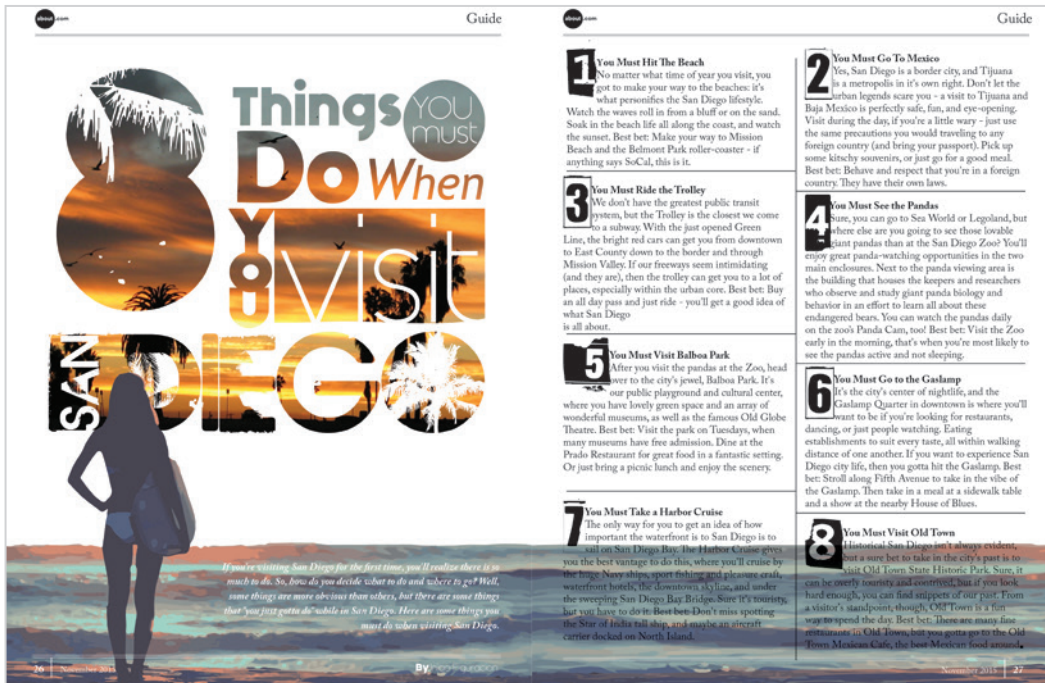 about.com
Guide
8 Things YOU must
Do When
YOU visit
SAN DIEGO
If you're visiting San Diego for the first time, you'll realize there is so
much to do. So, how do you decide what to do and where to go? Well,
some things are more obvious than others, but there are some things
that 'you just gotta do' while in San Diego. Here are some things you
must do when visiting San Diego.
26 November 2015
By
about.com
Guide
1 You Must Hit The Beach
No matter what time of year you visit, you
got to make your way to the beaches: it's
what personifies the San Diego lifestyle.
Watch the waves roll in from a bluff or on the sand.
Soak in the beach life all along the coast, and watch
the sunset. Best bet: Make your way to Mission
Beach and the Belmont Park roller-coaster - if
anything says SoCal, this is it.
2 You Must Go To Mexico
Yes, San Diego is a border city, and Tijuana
is a metropolis in it's own right. Don't let the
urban legends scare you - a visit to Tijuana and
Baja Mexico is perfectly safe, fun, and eye-opening.
Visit during the day, if you're a little wary - just use
the same precautions you would traveling to any
foreign country (and bring your passport). Pick up
some kitschy souvenirs, or just go for a good meal.
Best bet: Behave and respect that you're in a foreign
country. They have their own laws.
3 You Must Ride the Trolley
We don't have the greatest public transit
system, but the Trolley is the closest we come
to a subway. With the just opened Green
Line, the bright red cars can get you from downtown
to East County down to the border and through
Mission Valley. If our freeways seem intimidating
(and they are), then the trolley can get you to a lot of
places, especially within the urban core. Best bet: Buy
an all day pass and just ride - you'll get a good idea of
what San Diego
is all about.
4 You Must See the Pandas
Sure, you can go to Sea World or Legoland, but
where else are you going to see those lovable
giant pandas than at the San Diego Zoo? You'll
enjoy great panda-watching opportunities in the two
main enclosures. Next to the panda viewing area is
the building that houses the keepers and researchers
who observe and study giant panda biology and
behavior in an effort to learn all about these
endangered bears. You can watch the pandas daily
on the zoo's Panda Cam, too! Best bet: Visit the Zoo
early in the morning, that's when you're most likely to
see the pandas active and not sleeping.
5 You Must Visit Balboa Park
After you visit the pandas at the Zoo, head
over to the city's jewel, Balboa Park. It's
our public playground and cultural center,
where you have lovely green space and an array of
wonderful museums, as well as the famous Old Globe
Theatre. Best bet: Visit the park on Tuesdays, when
many museums have free admission. Dine at the
Prado Restaurant for great food in a fantastic setting.
Or just bring a picnic lunch and enjoy the scenery.
6 You Must Go to the Gaslamp
It's the city's center of nightlife, and the
Gaslamp Quarter in downtown is where you'll
want to be if you're looking for restaurants,
dancing, or just people watching. Eating
establishments to suit every taste, all within walking
distance of one another. If you want to experience San
Diego city life, then you gotta hit the Gaslamp. Best
bet: Stroll along Fifth Avenue to take in the vibe of
the Gaslamp. Then take in a meal at a sidewalk table
and a show at the nearby House of Blues.
7 You Must Take a Harbor Cruise
The only way for you to get an idea of how
important the waterfront is to San Diego is to
sail on San Diego Bay. The Harbor Cruise gives
you the best vantage to do this, where you'll cruise by
the huge Navy ships, sport fishing and pleasure craft,
waterfront hotels, the downtown skyline, and under
the sweeping San Diego Bay Bridge. Sure it's touristy,
but you have to do it. Best bet: Don't miss spotting
the Star of India tall ship, and maybe an aircraft
carrier docked on North Island.
8 You Must Visit Old Town
Historical San Diego isn't always evident,
but a sure bet to take in the city's past is to
visit Old Town State Historic Park. Sure, it
can be overly touristy and contrived, but if you look
hard enough, you can find snippets of our past. From
a visitor's standpoint, though, Old Town is a fun
way to spend the day. Best bet: There are many fine
restaurants in Old Town, but you gotta go to the Old
Town Mexican Cafe, the best Mexican food around.
November 2015 27